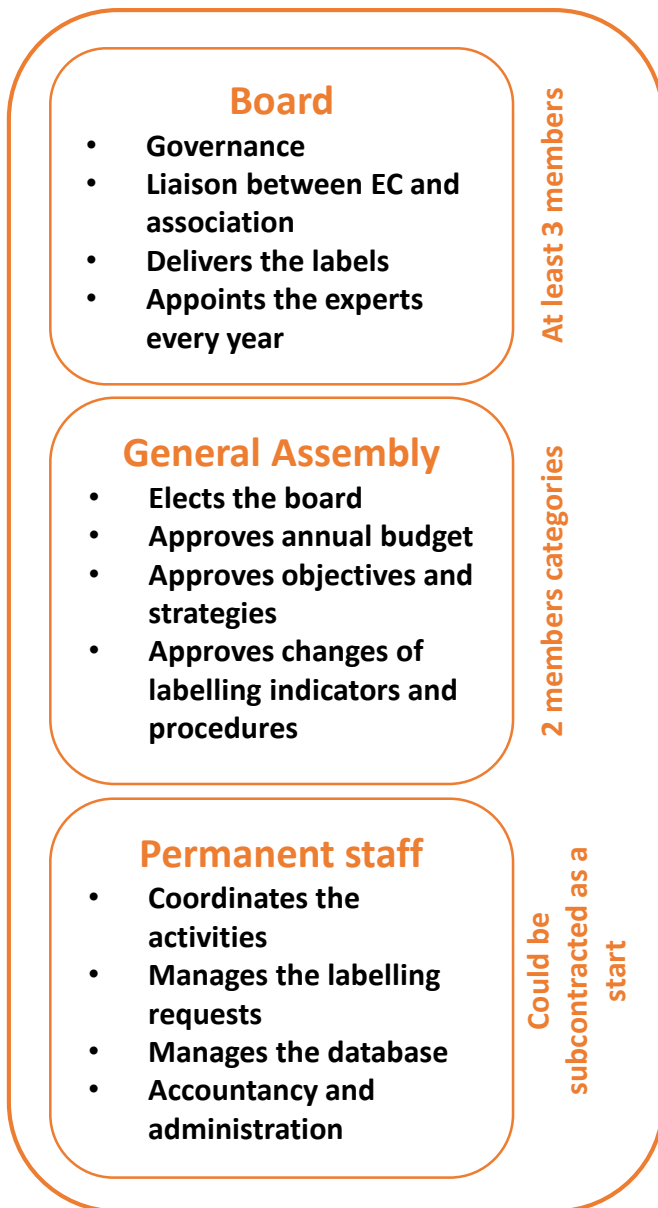 Board
• Governance
• Liaison between EC and
association
• Delivers the labels
• Appoints the experts
every year
At least 3 members
General Assembly
• Elects the board
• Approves annual budget
• Approves objectives and
strategies
• Approves changes of
labelling indicators and
procedures
2 members categories
Permanent staff
• Coordinates the
activities
• Manages the labelling
requests
• Manages the database
• Accountancy and
administration
Could be
subcontracted as a
start